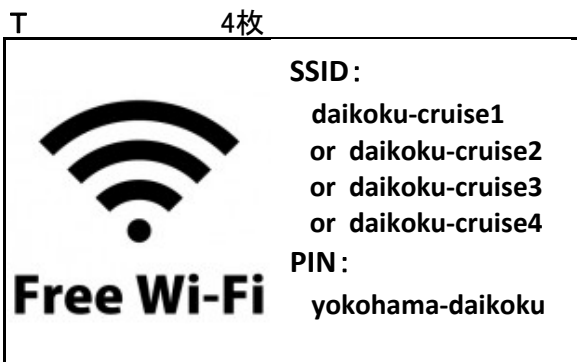 T 4枚
SSID：
daikoku-cruise1
or daikoku-cruise2
or daikoku-cruise3
or daikoku-cruise4
PIN：
yokohama-daikoku
Free Wi-Fi